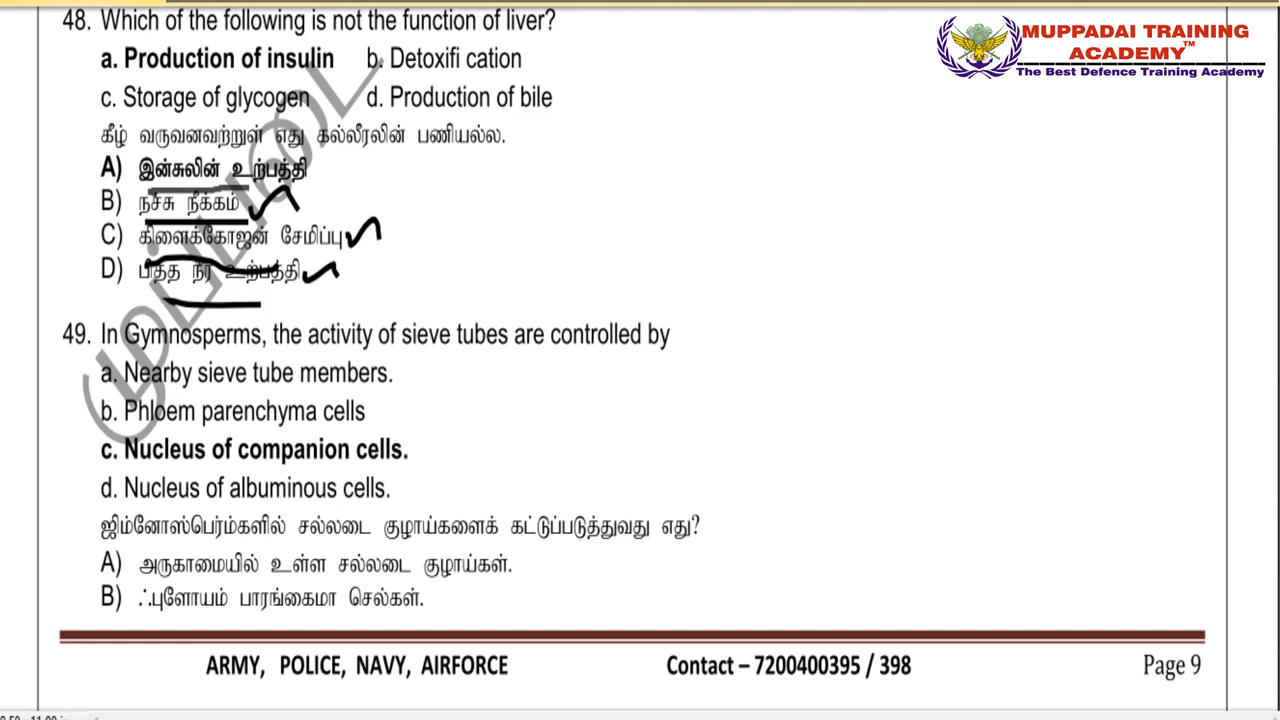 48. Which of the following is not the function of liver?
a. Production of insulin b. Detoxifi cation
c. Storage of glycogen d. Production of bile
கீழ் வருவனவற்றுள் எது கல்லீரலின் பணியல்ல.
A) இன்சுலின் உற்பத்தி
B) நச்சு நீக்கம்
C) கிளைக்கோஜன் சேமிப்பு
D) பித்த நீர் உற்பத்தி
49. In Gymnosperms, the activity of sieve tubes are controlled by
a. Nearby sieve tube members.
b. Phloem parenchyma cells
c. Nucleus of companion cells.
d. Nucleus of albuminous cells.
ஜிம்னோஸ்பெர்ம்களில் சல்லடை குழாய்களைக் கட்டுப்படுத்துவது எது?
A) அருகாமையில் உள்ள சல்லடை குழாய்கள்.
B) ஃபுளோயம் பாரங்கைமா செல்கள்.
ARMY, POLICE, NAVY, AIRFORCE Contact – 7200400395 / 398 Page 9
MUPPADAI TRAINING
ACADEMY™
The Best Defence Training Academy
முப்படை